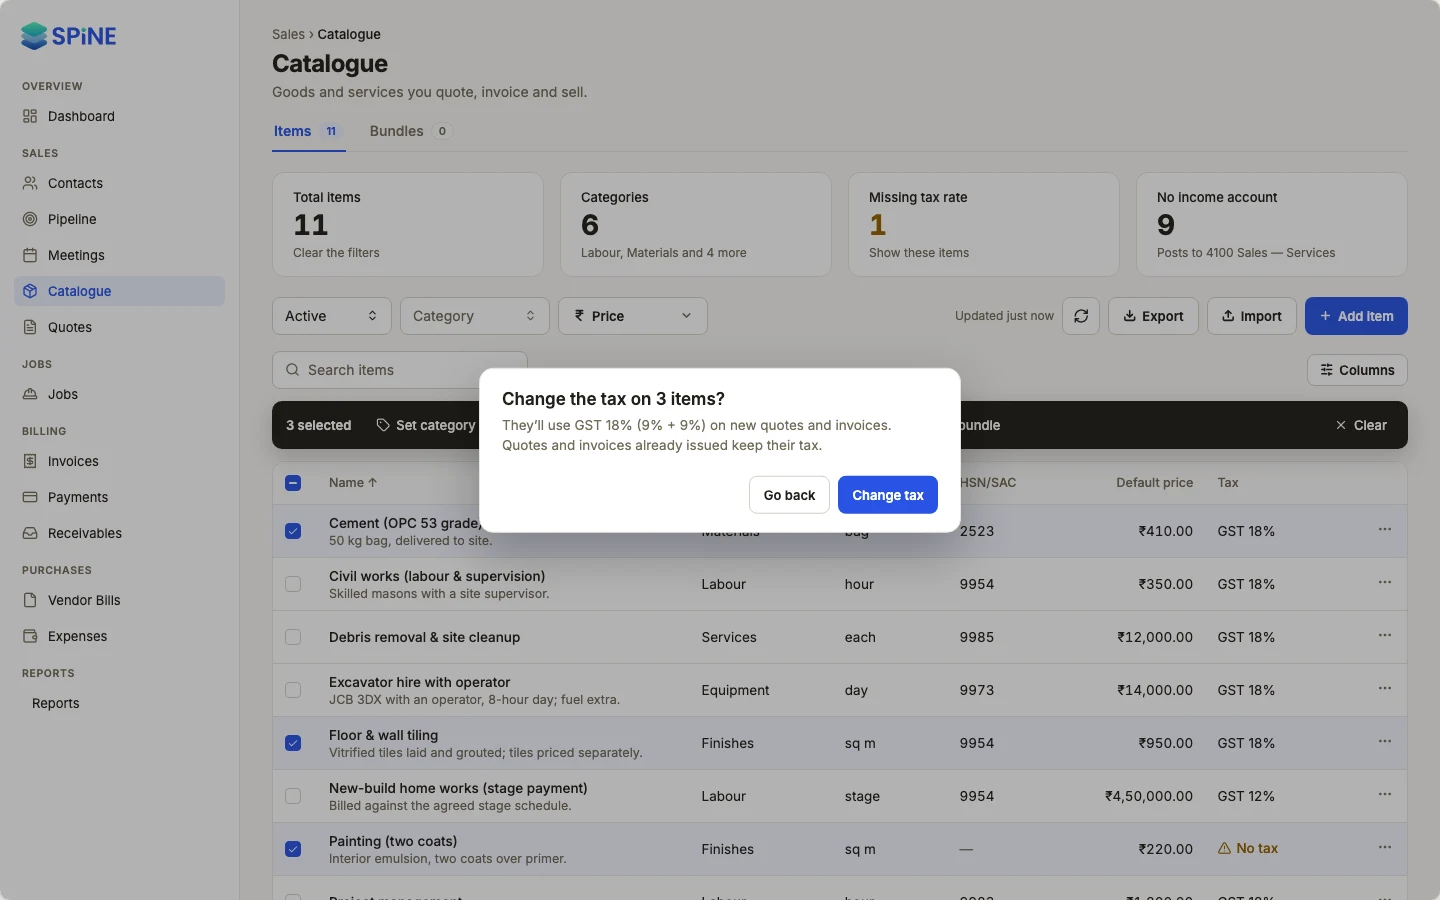 SPiNE
OVERVIEW
Dashboard
SALES
Contacts
Pipeline
Meetings
Catalogue
Quotes
JOBS
Jobs
BILLING
Invoices
Payments
Receivables
PURCHASES
Vendor Bills
Expenses
REPORTS
Reports
Sales › Catalogue
Catalogue
Goods and services you quote, invoice and sell.
Items 11 Bundles 0
Total items
11
Clear the filters
Categories
6
Labour, Materials and 4 more
Missing tax rate
1
Show these items
No income account
9
Posts to 4100 Sales — Services
Active Category ₹ Price Updated just now Export Import + Add item
Search items Columns
3 selected Set category Clear
Change the tax on 3 items?
They’ll use GST 18% (9% + 9%) on new quotes and invoices.
Quotes and invoices already issued keep their tax.
Go back Change tax
Name ↑ HSN/SAC Default price Tax
Cement (OPC 53 grade) Materials bag 2523 ₹410.00 GST 18%
50 kg bag, delivered to site.
Civil works (labour & supervision) Labour hour 9954 ₹350.00 GST 18%
Skilled masons with a site supervisor.
Debris removal & site cleanup Services each 9985 ₹12,000.00 GST 18%
Excavator hire with operator Equipment day 9973 ₹14,000.00 GST 18%
JCB 3DX with an operator, 8-hour day; fuel extra.
Floor & wall tiling Finishes sq m 9954 ₹950.00 GST 18%
Vitrified tiles laid and grouted; tiles priced separately.
New-build home works (stage payment) Labour stage 9954 ₹4,50,000.00 GST 12%
Billed against the agreed stage schedule.
Painting (two coats) Finishes sq m — ₹220.00 No tax
Interior emulsion, two coats over primer.